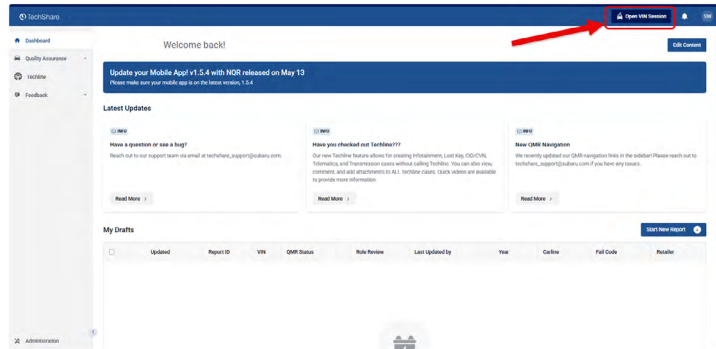 TechShare
Open VIN Session
SW
Dashboard
Quality Assurance
Techline
Feedback
Administration
Welcome back!
Edit Content
Update your Mobile App! v1.5.4 with NQR released on May 13
Please make sure your mobile app is on the latest version, 1.5.4
Latest Updates
INFO
Have a question or see a bug?
Reach out to our support team via email at techshare_support@subaru.com.
Read More
INFO
Have you checked out Techline???
Our new Techline feature allows for creating Infotainment, Lost Key, CID/CVN,
Telematics, and Transmission cases without calling Techline. You can also view,
comment, and add attachments to ALL Techline cases. Quick videos are available
to provide more information.
Read More
INFO
New QMR Navigation
We recently updated our QMR navigation links in the sidebar! Please reach out to
techshare_support@subaru.com if you have any issues.
Read More
My Drafts
Start New Report
Updated Report ID VIN QMR Status Role Review Last Updated by Year Carline Fail Code Retailer